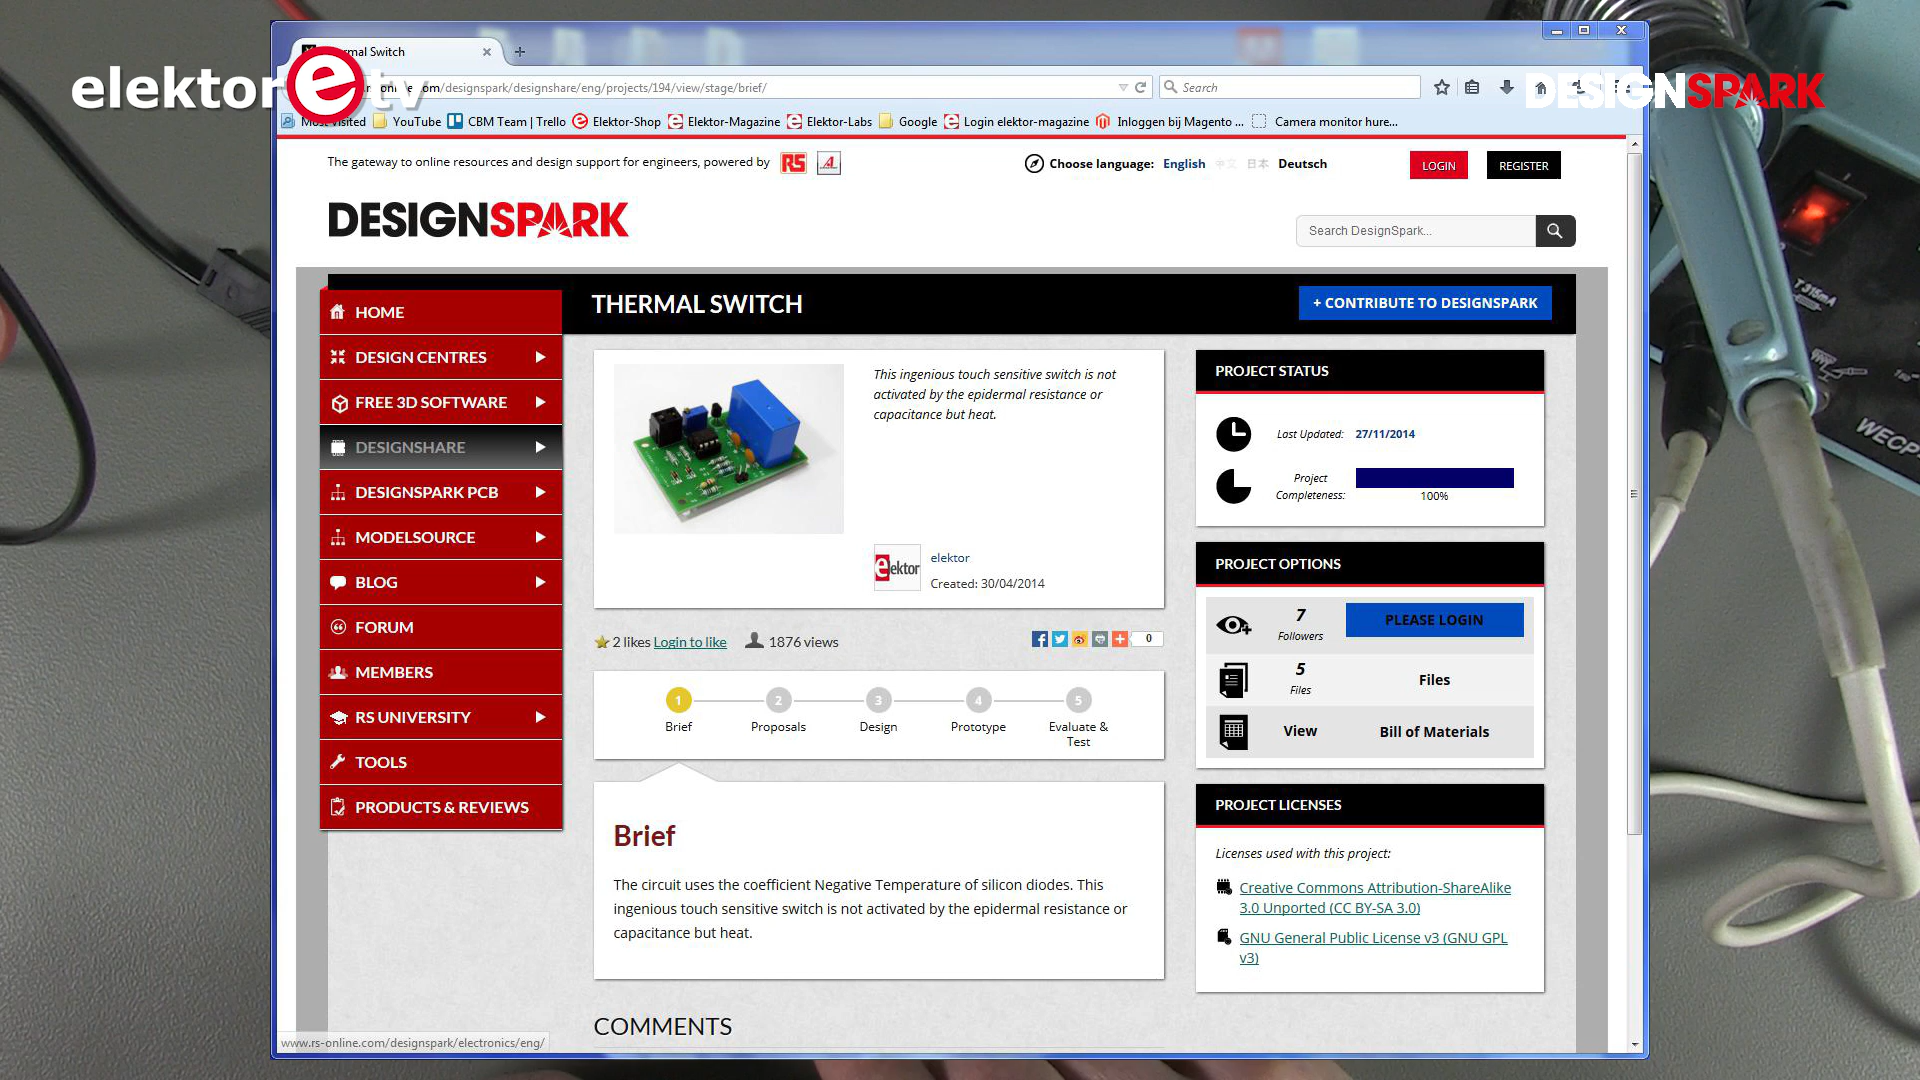 elektor e tv
DESIGNSPARK
Thermal Switch
/designspark/designshare/eng/projects/194/view/stage/brief/
Search
Most Visited
YouTube
CBM Team | Trello
Elektor-Shop
Elektor-Magazine
Elektor-Labs
Google
Login elektor-magazine
Inloggen bij Magento ...
Camera monitor hure...
The gateway to online resources and design support for engineers, powered by
RS
Choose language:
English
中文
日本
Deutsch
LOGIN
REGISTER
DESIGNSPARK
Search DesignSpark...
HOME
DESIGN CENTRES
FREE 3D SOFTWARE
DESIGNSHARE
DESIGNSPARK PCB
MODELSOURCE
BLOG
FORUM
MEMBERS
RS UNIVERSITY
TOOLS
PRODUCTS & REVIEWS
THERMAL SWITCH
+ CONTRIBUTE TO DESIGNSPARK
This ingenious touch sensitive switch is not
activated by the epidermal resistance or
capacitance but heat.
elektor
elektor
Created: 30/04/2014
2 likes Login to like
1876 views
0
1
2
3
4
5
Brief
Proposals
Design
Prototype
Evaluate &
Test
Brief
The circuit uses the coefficient Negative Temperature of silicon diodes. This
ingenious touch sensitive switch is not activated by the epidermal resistance or
capacitance but heat.
COMMENTS
PROJECT STATUS
Last Updated: 27/11/2014
Project
Completeness:
100%
PROJECT OPTIONS
7
Followers
PLEASE LOGIN
5
Files
Files
View
Bill of Materials
PROJECT LICENSES
Licenses used with this project:
Creative Commons Attribution-ShareAlike
3.0 Unported (CC BY-SA 3.0)
GNU General Public License v3 (GNU GPL
v3)
www.rs-online.com/designspark/electronics/eng/
T 315mA